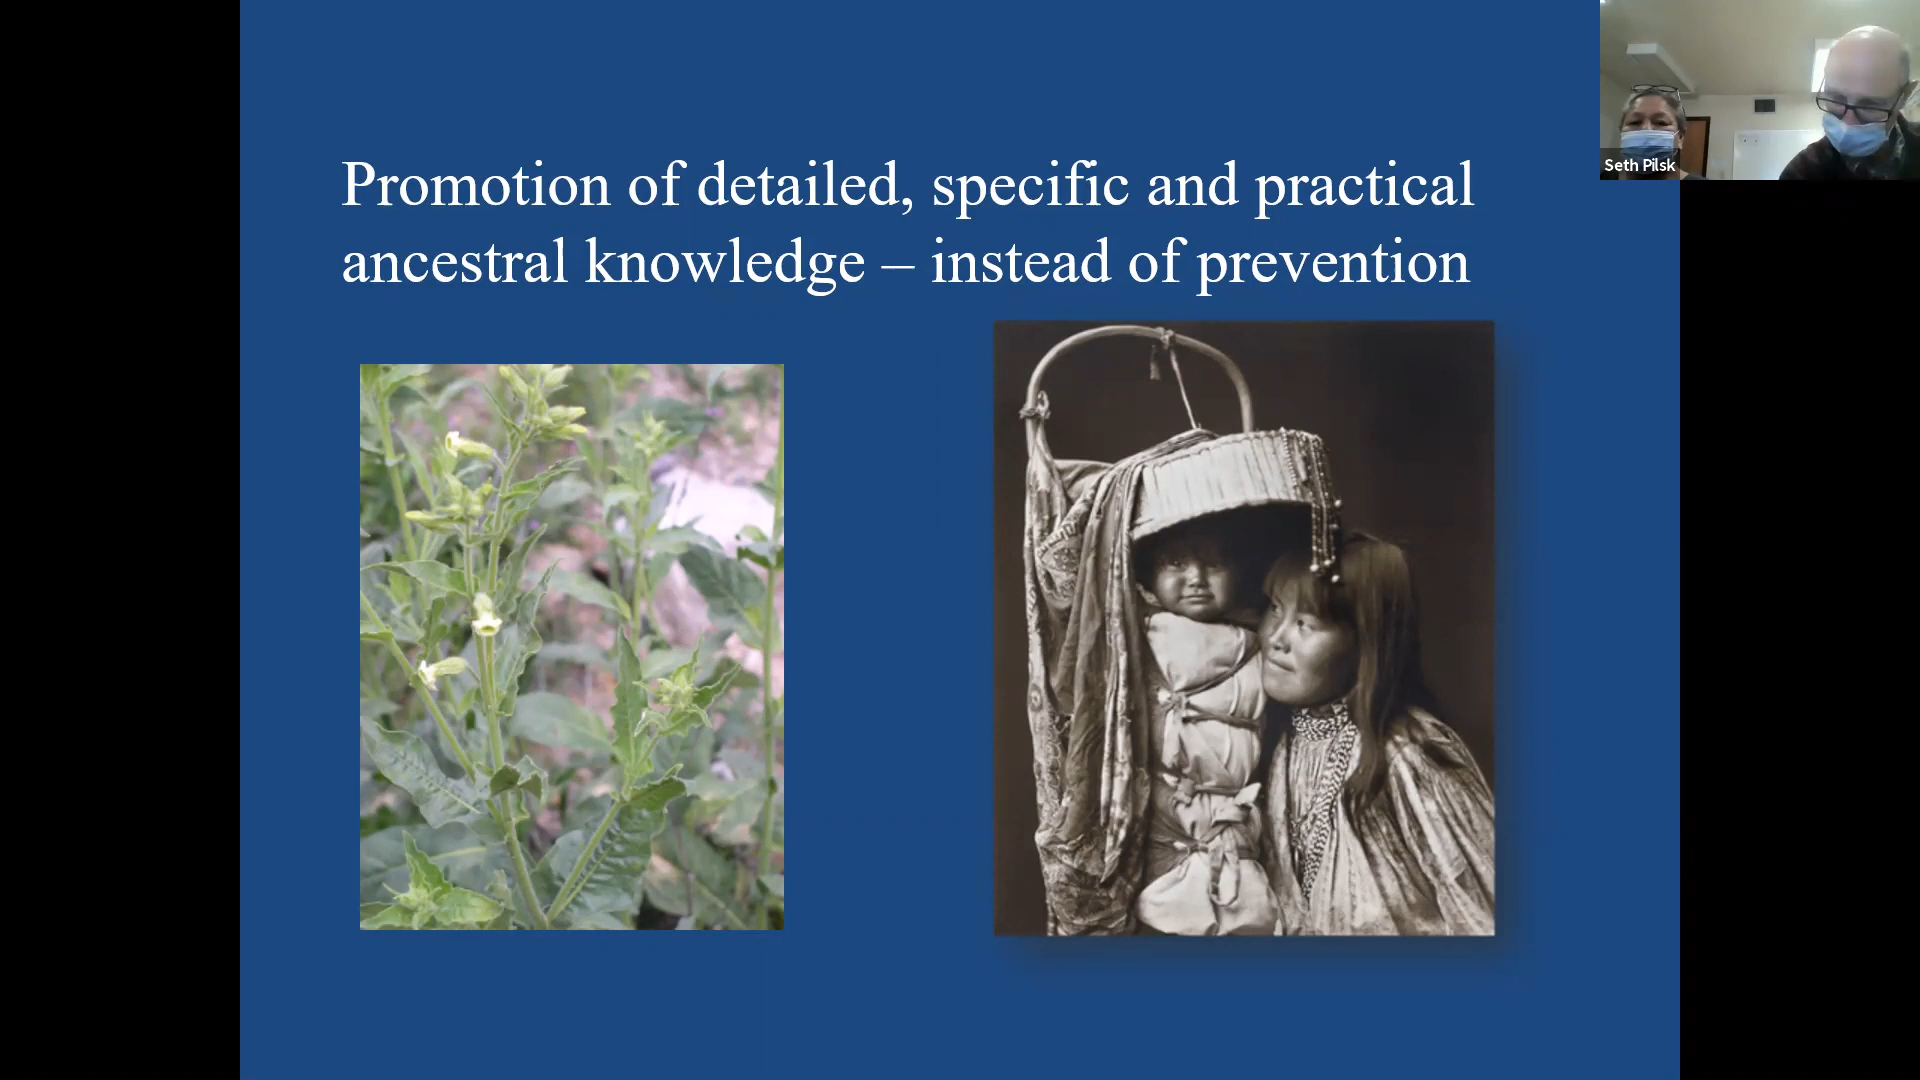 Promotion of detailed, specific and practical
ancestral knowledge – instead of prevention
Seth Pilsk